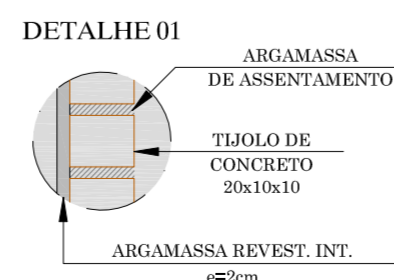 DETALHE 01
ARGAMASSA
DE ASSENTAMENTO
TIJOLO DE
CONCRETO
20x10x10
ARGAMASSA REVEST. INT.
e=2cm